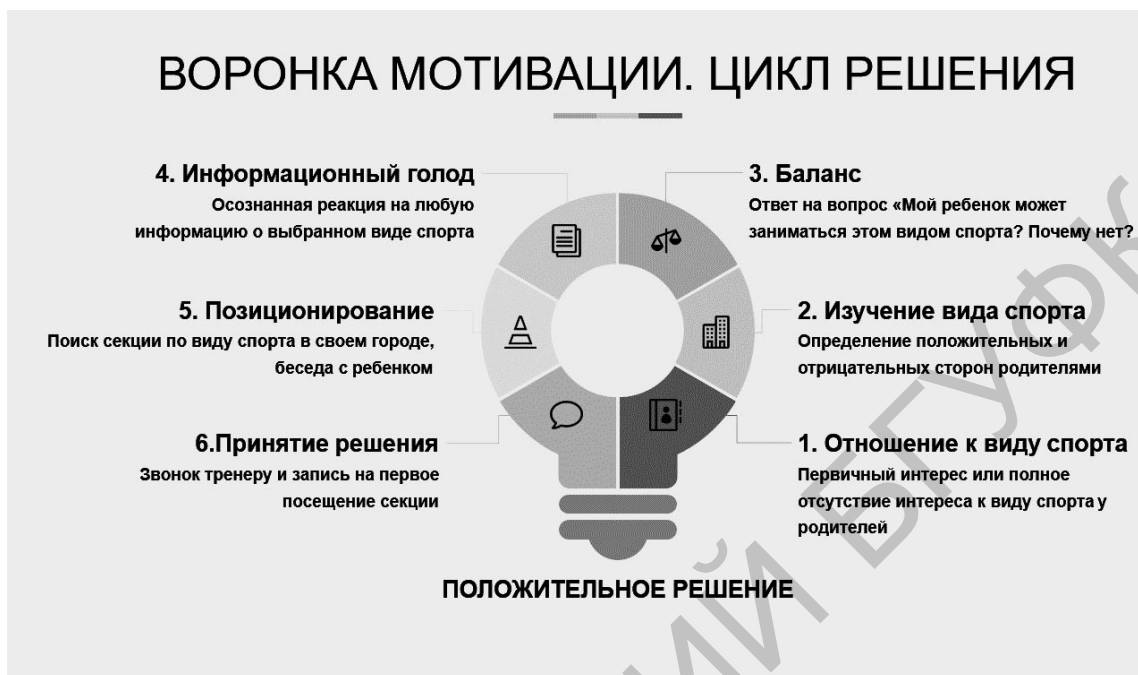 ВОРОНКА МОТИВАЦИИ. ЦИКЛ РЕШЕНИЯ
4. Информационный голод
Осознанная реакция на любую
информацию о выбранном виде спорта
3. Баланс
Ответ на вопрос «Мой ребенок может
заниматься этом видом спорта? Почему нет?
5. Позиционирование
Поиск секции по виду спорта в своем городе,
беседа с ребенком
2. Изучение вида спорта
Определение положительных и
отрицательных сторон родителями
6.Принятие решения
Звонок тренеру и запись на первое
посещение секции
1. Отношение к виду спорта
Первичный интерес или полное
отсутствие интереса к виду спорта у
родителей
ПОЛОЖИТЕЛЬНОЕ РЕШЕНИЕ
БГУФК